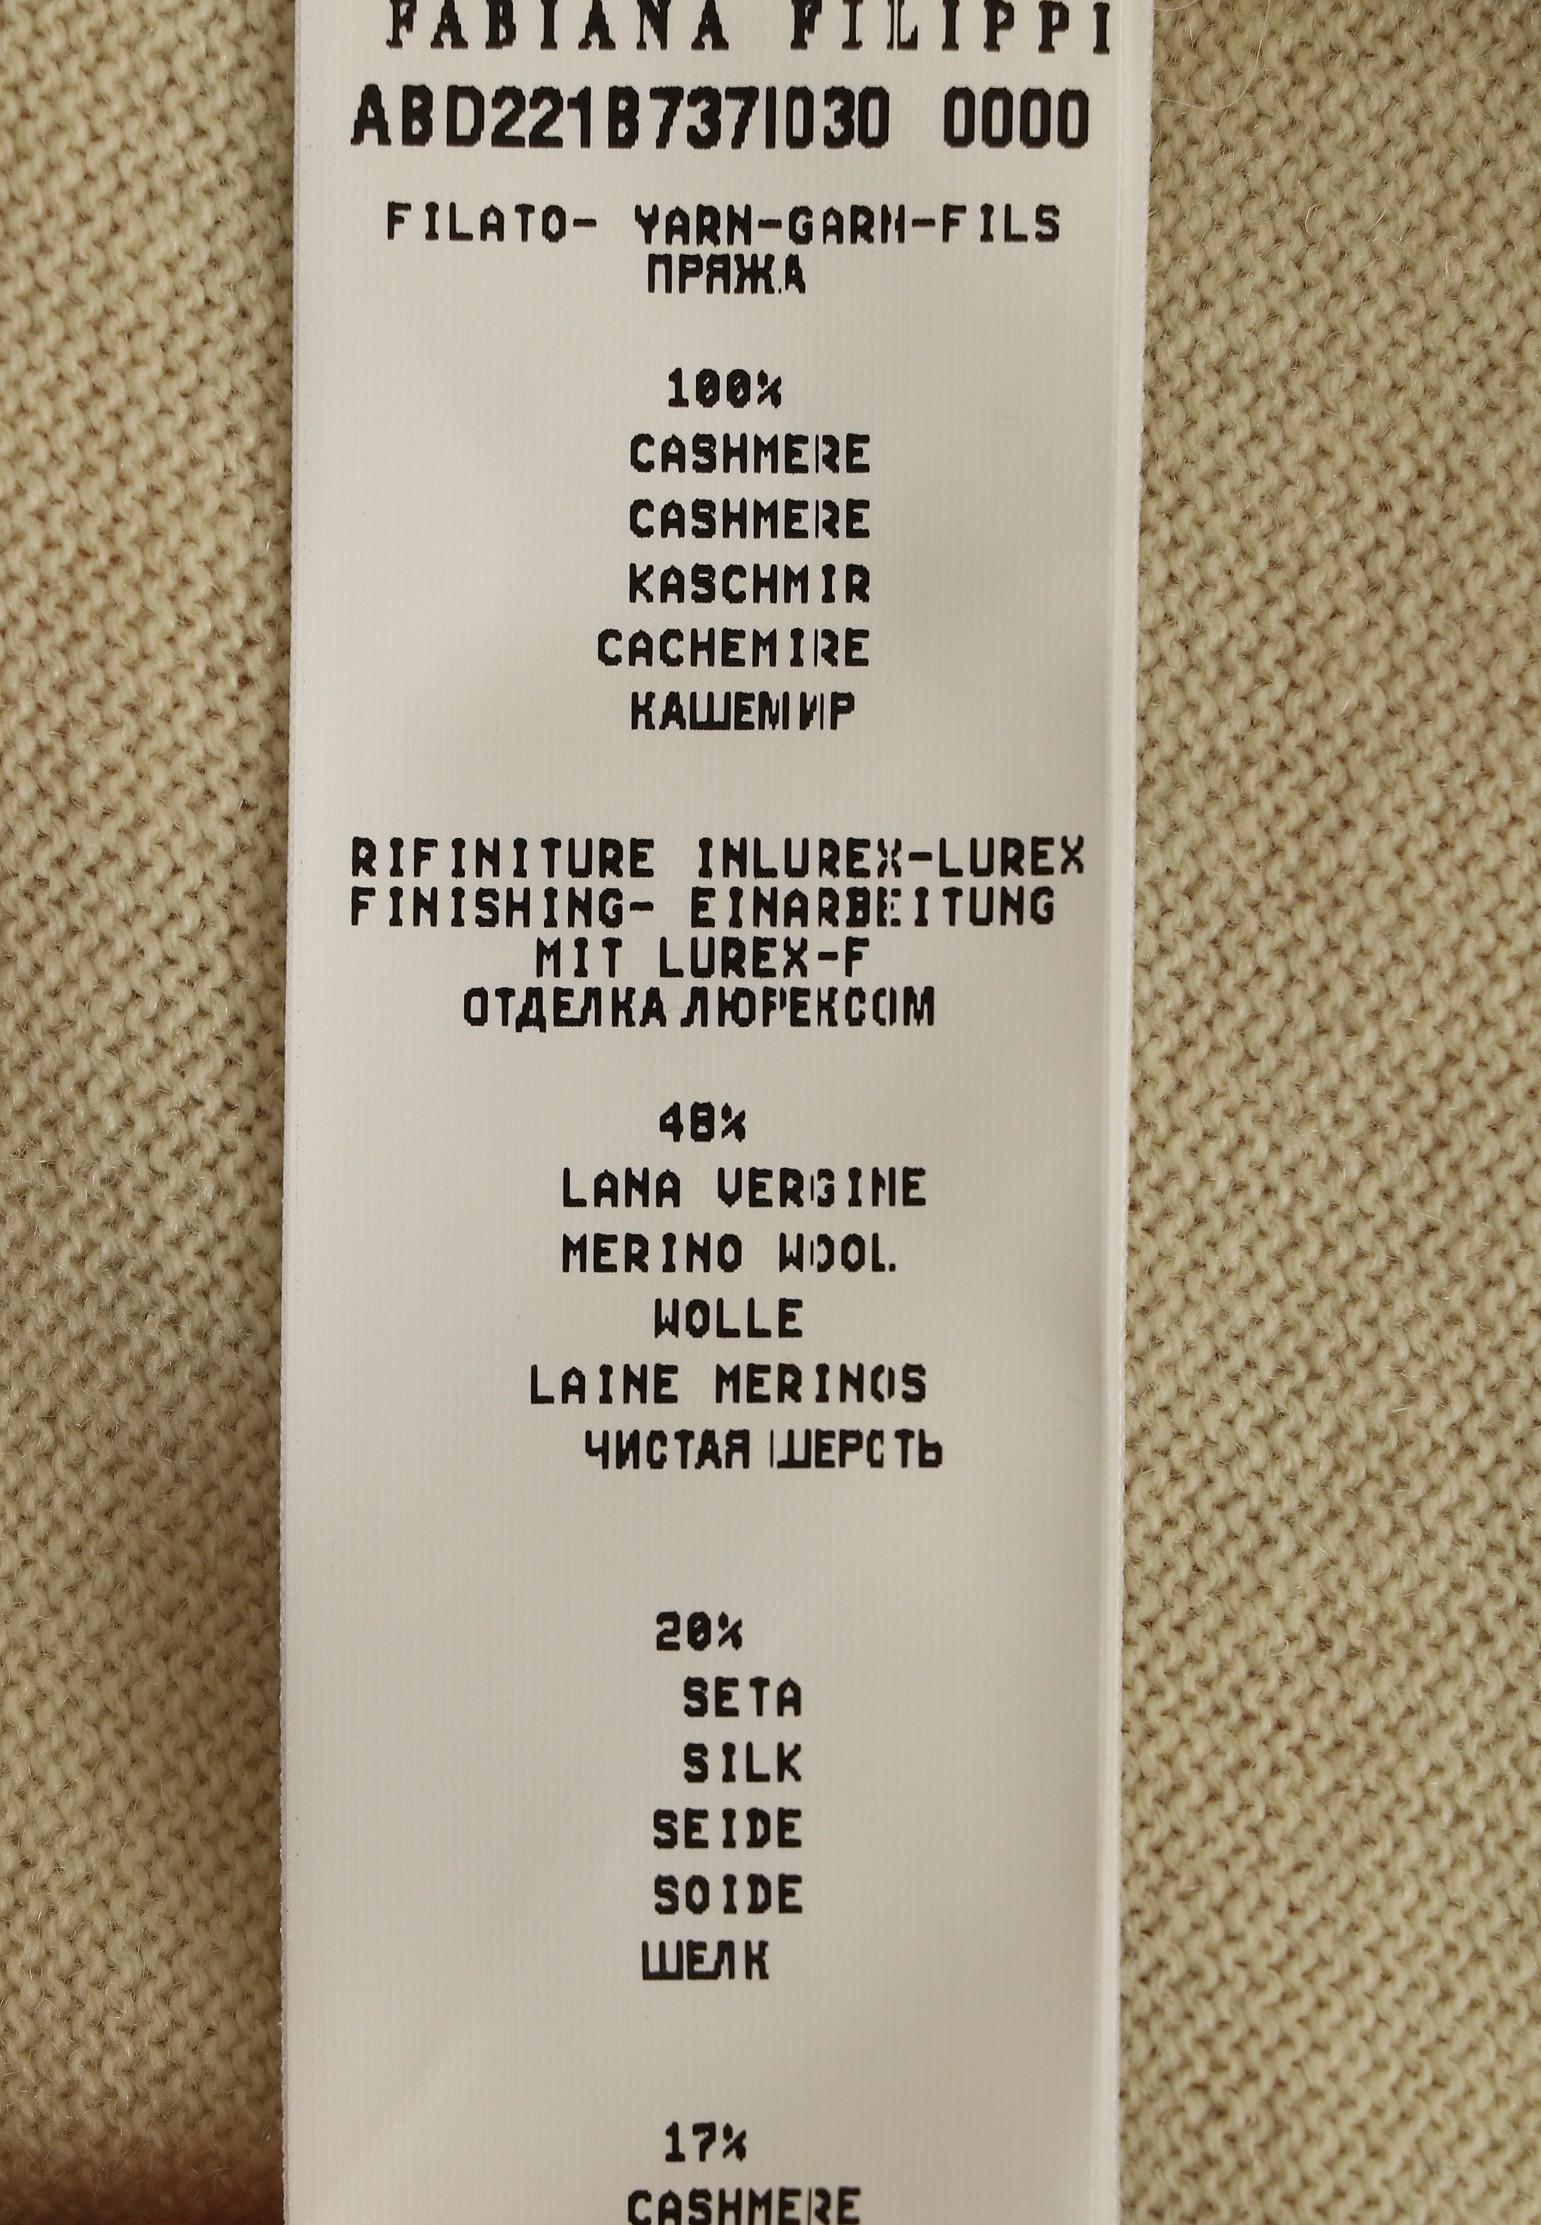 FABIANA FILIPPI
ABD221B737I030 0000
FILATO- YARN-GARN-FILS
ПРЯЖА
100%
CASHMERE
CASHMERE
KASCHMIR
CACHEMIRE
КАШЕМИР
RIFINITURE INLUREX-LUREX
FINISHING- EINARBEITUNG
MIT LUREX-F
ОТДЕЛКА ЛЮРЕКСОМ
48%
LANA VERGINE
MERINO WOOL.
WOLLE
LAINE MERINOS
ЧИСТАЯ ШЕРСТЬ
20%
SETA
SILK
SEIDE
SOIDE
ШЕЛК
17%
CASHMERE